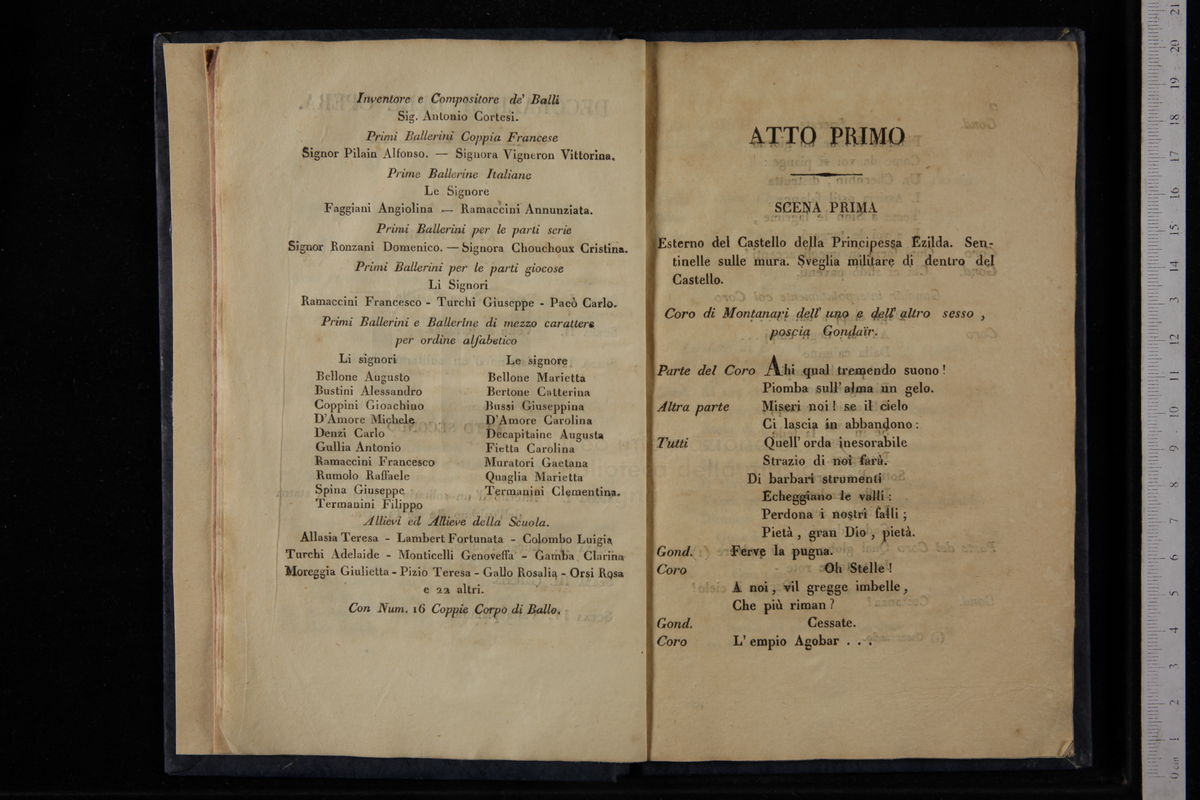 Inventore e Compositore de' Balli
Sig. Antonio Cortesi.
Primi Ballerini Coppia Francese
Signor Pilain Alfonso. — Signora Vigneron Vittorina.
Prime Ballerine Italiane
Le Signore
Faggiani Angiolina — Ramaccini Annunziata.
Primi Ballerini per le parti serie
Signor Ronzani Domenico. — Signora Chouchoux Cristina.
Primi Ballerini per le parti giocose
Li Signori
Ramaccini Francesco - Turchi Giuseppe - Pacò Carlo.
Primi Ballerini e Ballerine di mezzo carattere
per ordine alfabetico
Li signori
Bellone Augusto
Bustini Alessandro
Coppini Gioachino
D'Amore Michele
Denzi Carlo
Gullia Antonio
Ramaccini Francesco
Rumolo Raffaele
Spina Giuseppe
Termanini Filippo
Le signore
Bellone Marietta
Bertone Catterina
Bussi Giuseppina
D'Amore Carolina
Decapitaine Augusta
Fietta Carolina
Muratori Gaetana
Quaglia Marietta
Termanini Clementina.
Allievi ed Allieve della Scuola.
Allasia Teresa - Lambert Fortunata - Colombo Luigia
Turchi Adelaide - Monticelli Genoveffa - Gamba Clarina
Moreggia Giulietta - Pizio Teresa - Gallo Rosalia - Orsi Rosa
e 22 altri.
Con Num. 16 Coppie Corpo di Ballo.
ATTO PRIMO
SCENA PRIMA
Esterno del Castello della Principessa Ezilda. Sen-
tinelle sulle mura. Sveglia militare di dentro del
Castello.
Coro di Montanari dell' uno e dell' altro sesso ,
poscia Gondaïr.
Parte del Coro Ahi qual tremendo suono !
Piomba sull' alma un gelo.
Altra parte Miseri noi ! se il cielo
Ci lascia in abbandono :
Tutti Quell' orda inesorabile
Strazio di noi farà.
Di barbari strumenti
Echeggiano le valli :
Perdona i nostri falli ;
Pietà , gran Dio , pietà.
Gond. Ferve la pugna.
Coro Oh Stelle !
A noi , vil gregge imbelle ,
Che più riman ?
Gond. Cessate.
Coro L' empio Agobar . . .